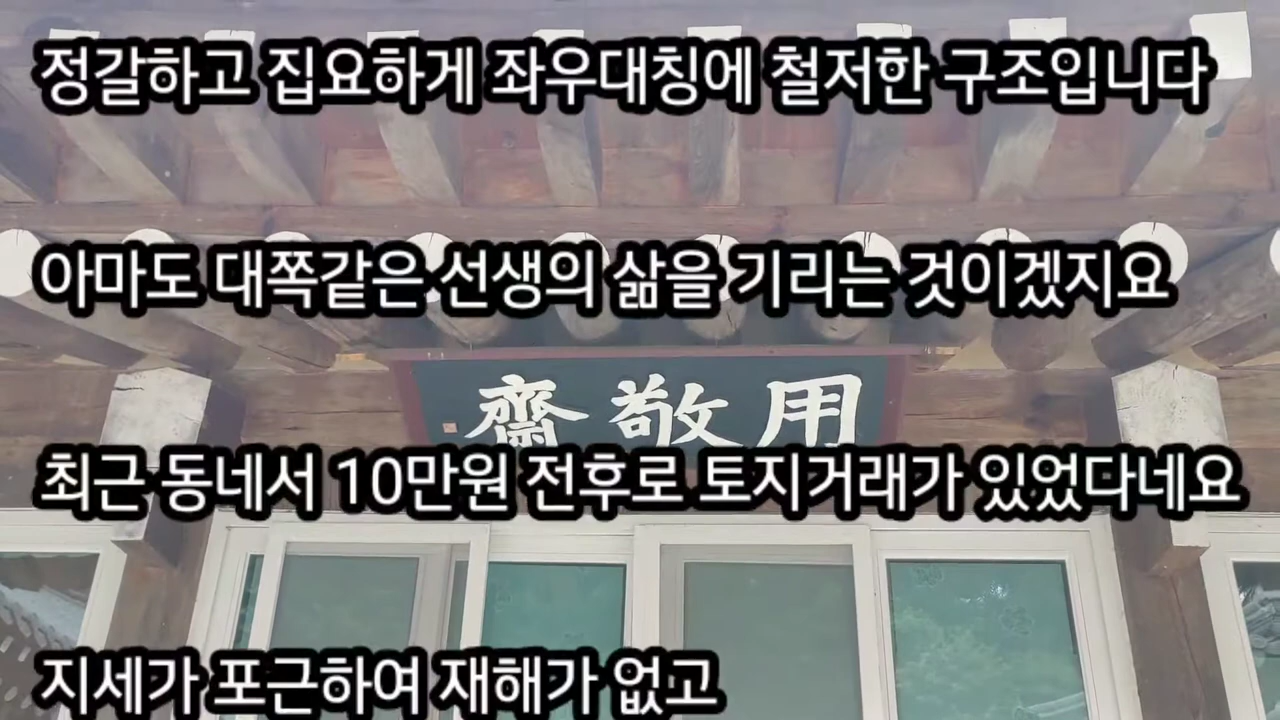 정갈하고 집요하게 좌우대칭에 철저한 구조입니다
아마도 대쪽같은 선생의 삶을 기리는 것이겠지요
齋敬用
최근 동네서 10만원 전후로 토지거래가 있었다네요
지세가 포근하여 재해가 없고